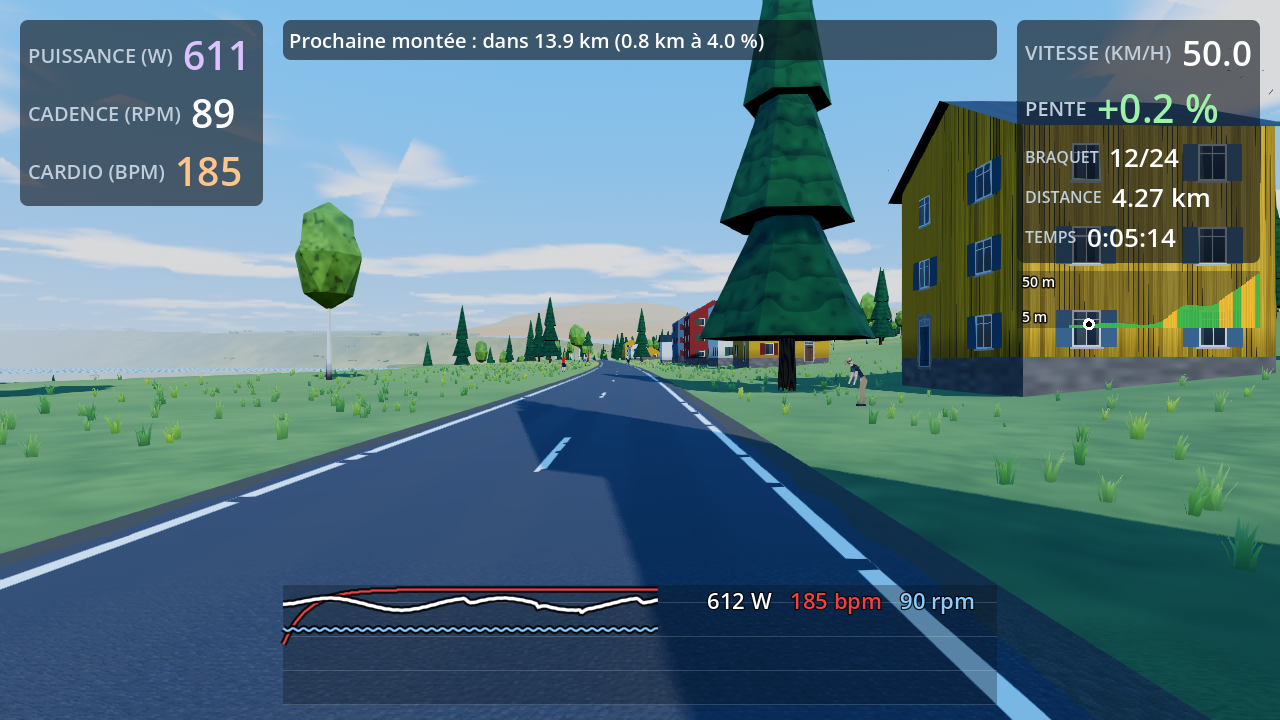 PUISSANCE (W) 611
CADENCE (RPM) 89
CARDIO (BPM) 185
Prochaine montée : dans 13.9 km (0.8 km à 4.0 %)
VITESSE (KM/H) 50.0
PENTE +0.2 %
BRAQUET 12/24
DISTANCE 4.27 km
TEMPS 0:05:14
50 m
5 m
612 W 185 bpm 90 rpm